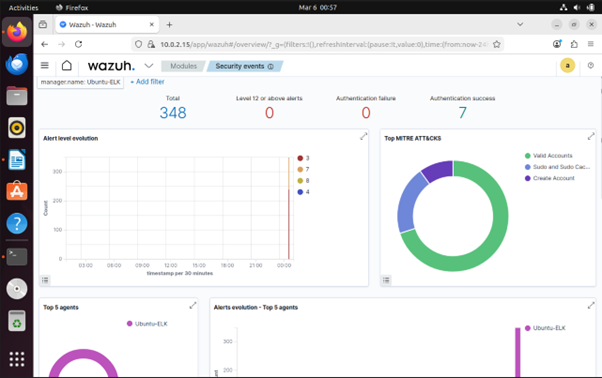 Activities
Firefox
Mar 6 00:57
Wazuh - Wazuh
10.0.2.15/app/wazuh#/overview/?_g=(filters:!(),refreshInterval:(pause:!t,value:0),time:(from:now-24
wazuh.
Modules
Security events
a
manager.name: Ubuntu-ELK
+ Add filter
Total
348
Level 12 or above alerts
0
Authentication failure
0
Authentication success
7
Alert level evolution
Count
300
200
100
0
03:00 06:00 09:00 12:00 15:00 18:00 21:00 00:00
timestamp per 30 minutes
3
7
8
4
Top MITRE ATT&CKS
Valid Accounts
Sudo and Sudo Cac...
Create Account
Top 5 agents
Ubuntu-ELK
Alerts evolution - Top 5 agents
300
200
Ubuntu-ELK